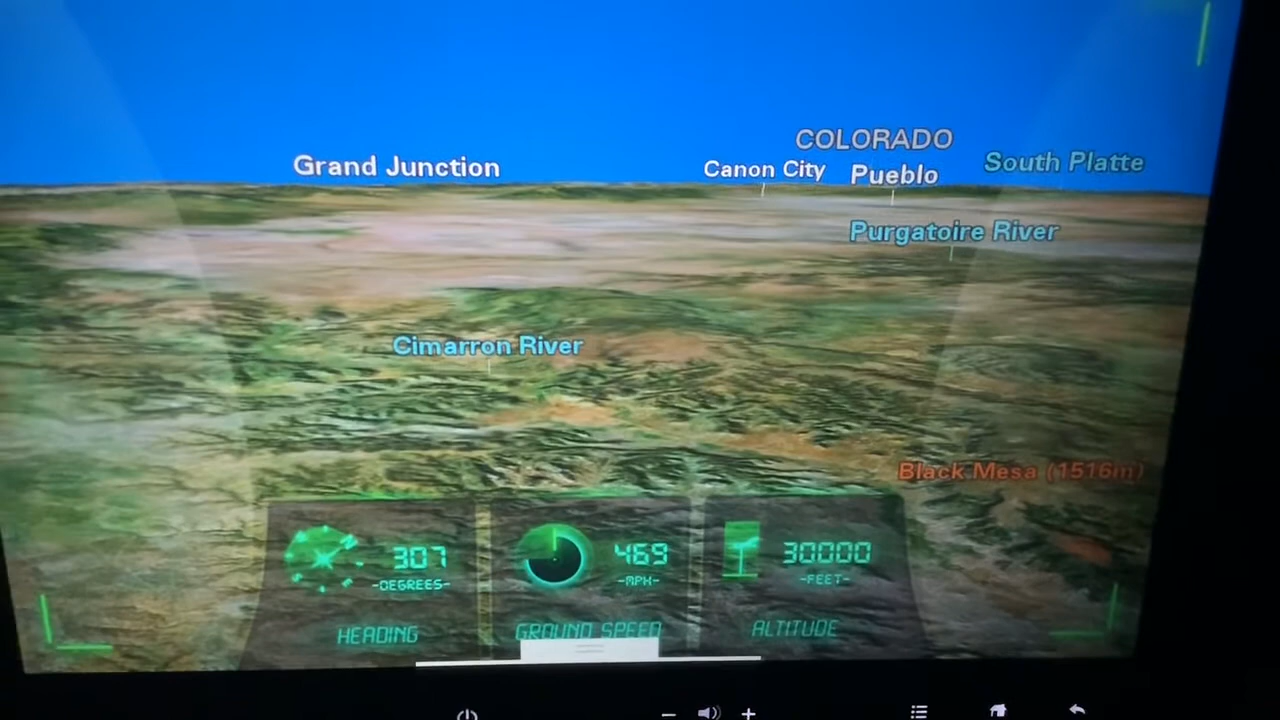 COLORADO
Grand Junction
Canon City
Pueblo
South Platte
Purgatoire River
Cimarron River
Black Mesa (1516m)
307
-DEGREES-
HEADING
469
-MPH-
GROUND SPEED
30000
-FEET-
ALTITUDE